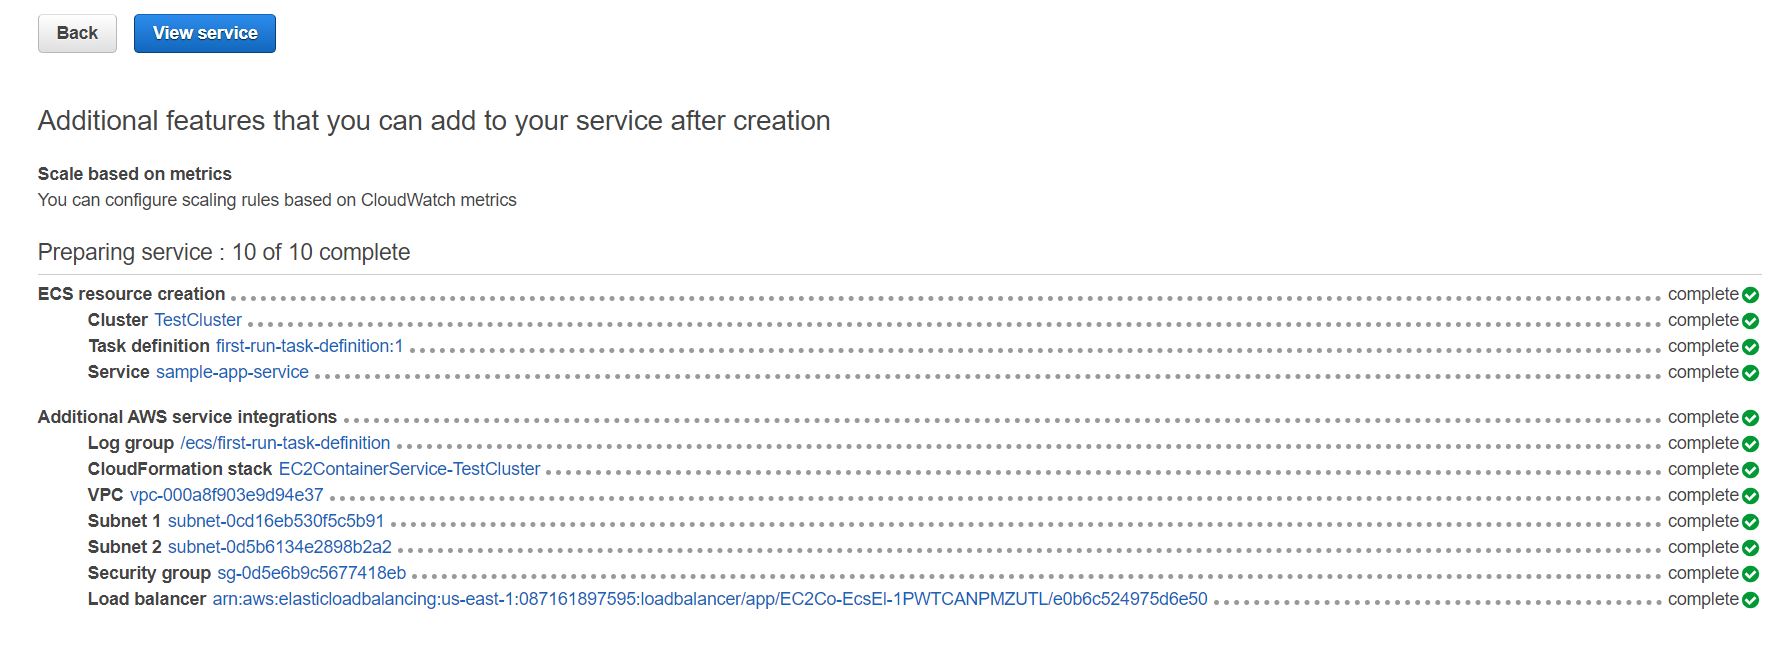 Back View service
Additional features that you can add to your service after creation
Scale based on metrics
You can configure scaling rules based on CloudWatch metrics
Preparing service : 10 of 10 complete
ECS resource creation complete
Cluster TestCluster complete
Task definition first-run-task-definition:1 complete
Service sample-app-service complete
Additional AWS service integrations complete
Log group /ecs/first-run-task-definition complete
CloudFormation stack EC2ContainerService-TestCluster complete
VPC vpc-000a8f903e9d94e37 complete
Subnet 1 subnet-0cd16eb530f5c5b91 complete
Subnet 2 subnet-0d5b6134e2898b2a2 complete
Security group sg-0d5e6b9c5677418eb complete
Load balancer arn:aws:elasticloadbalancing:us-east-1:087161897595:loadbalancer/app/EC2Co-EcsEl-1PWTCANPMZUTL/e0b6c524975d6e50 complete